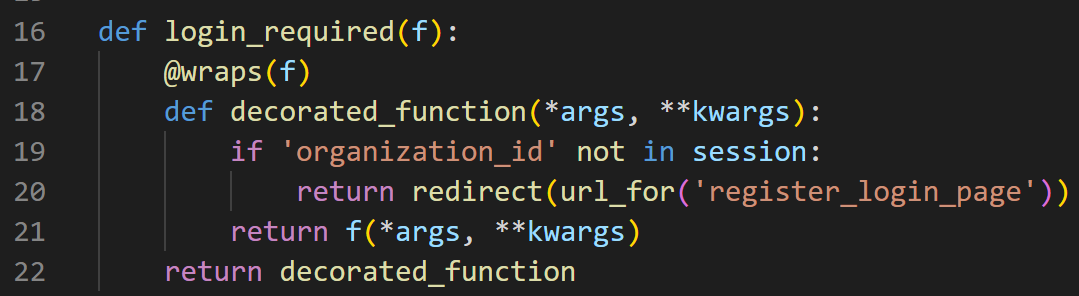 16 def login_required(f):
17     @wraps(f)
18     def decorated_function(*args, **kwargs):
19         if 'organization_id' not in session:
20             return redirect(url_for('register_login_page'))
21         return f(*args, **kwargs)
22     return decorated_function